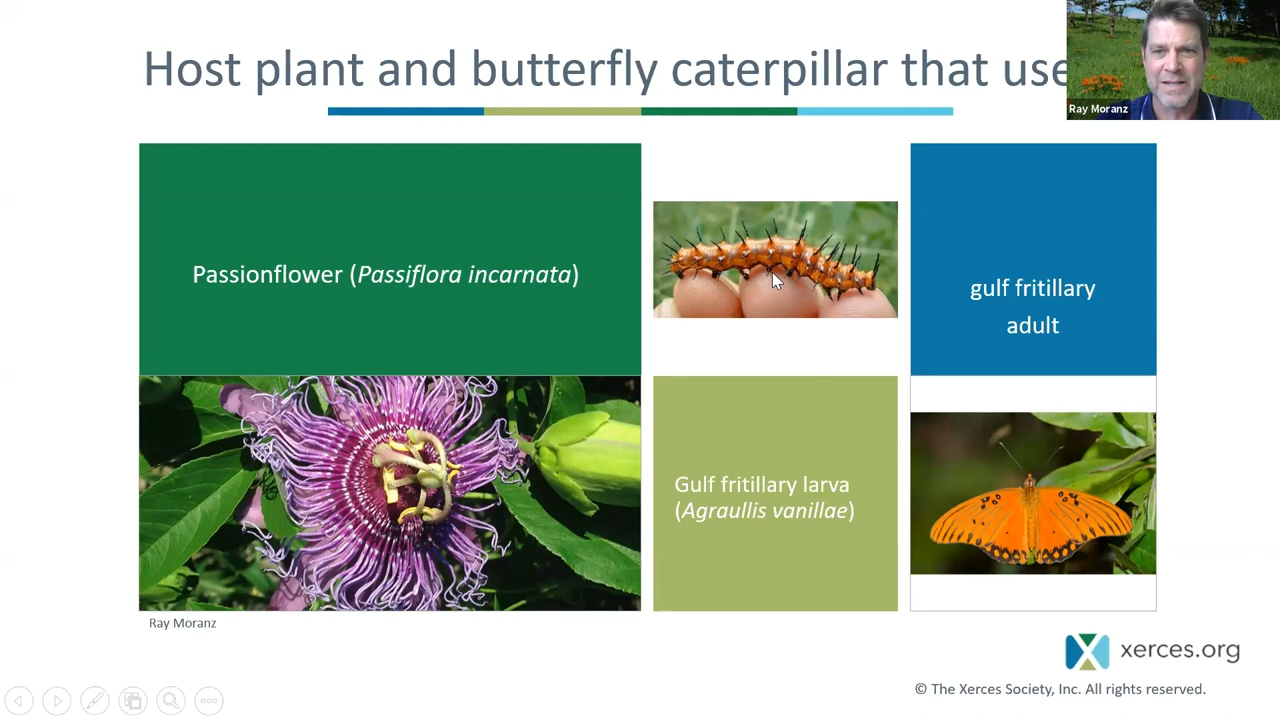 Host plant and butterfly caterpillar that use
Ray Moranz
Passionflower (Passiflora incarnata)
gulf fritillary
adult
Gulf fritillary larva
(Agraullis vanillae)
Ray Moranz
xerces.org
© The Xerces Society, Inc. All rights reserved.